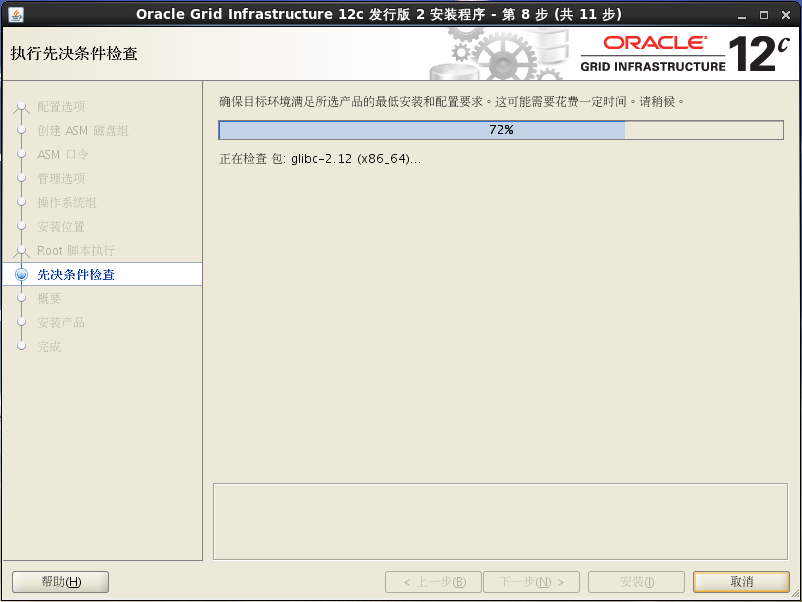 Oracle Grid Infrastructure 12c 发行版 2 安装程序 - 第 8 步 (共 11 步)
执行先决条件检查
ORACLE
GRID INFRASTRUCTURE
12c
配置选项
创建 ASM 磁盘组
ASM 口令
管理选项
操作系统组
安装位置
Root 脚本执行
先决条件检查
概要
安装产品
完成
确保目标环境满足所选产品的最低安装和配置要求。这可能需要花费一定时间。请稍候。
72%
正在检查 包: glibc-2.12 (x86_64)...
帮助(H)
< 上一步(B)
下一步(N) >
安装(I)
取消